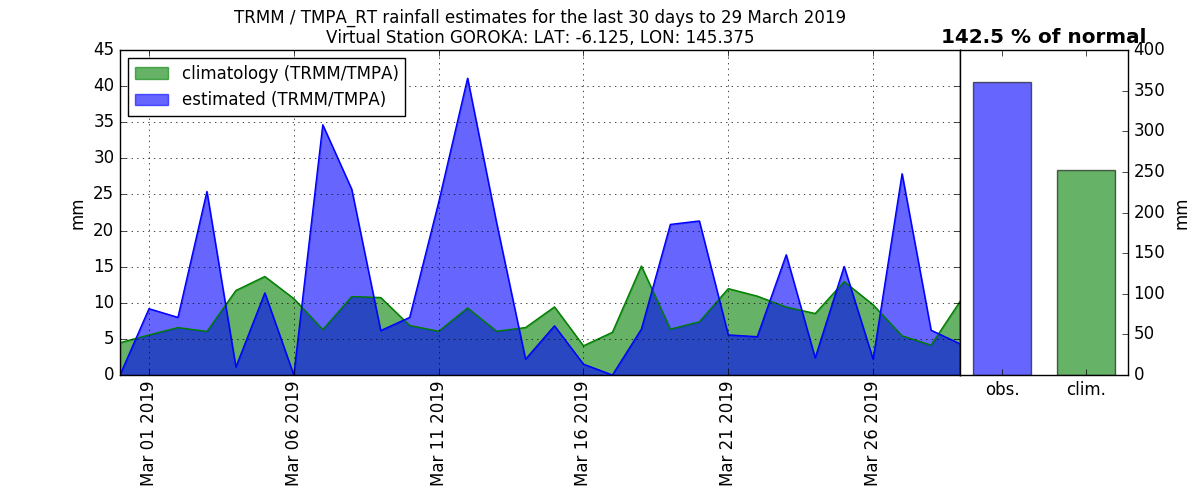 TRMM / TMPA_RT rainfall estimates for the last 30 days to 29 March 2019
Virtual Station GOROKA: LAT: -6.125, LON: 145.375
142.5 % of normal
climatology (TRMM/TMPA)
estimated (TRMM/TMPA)
mm
45
40
35
30
25
20
15
10
5
0
Mar 01 2019
Mar 06 2019
Mar 11 2019
Mar 16 2019
Mar 21 2019
Mar 26 2019
400
350
300
250
200
150
100
50
0
mm
obs.
clim.